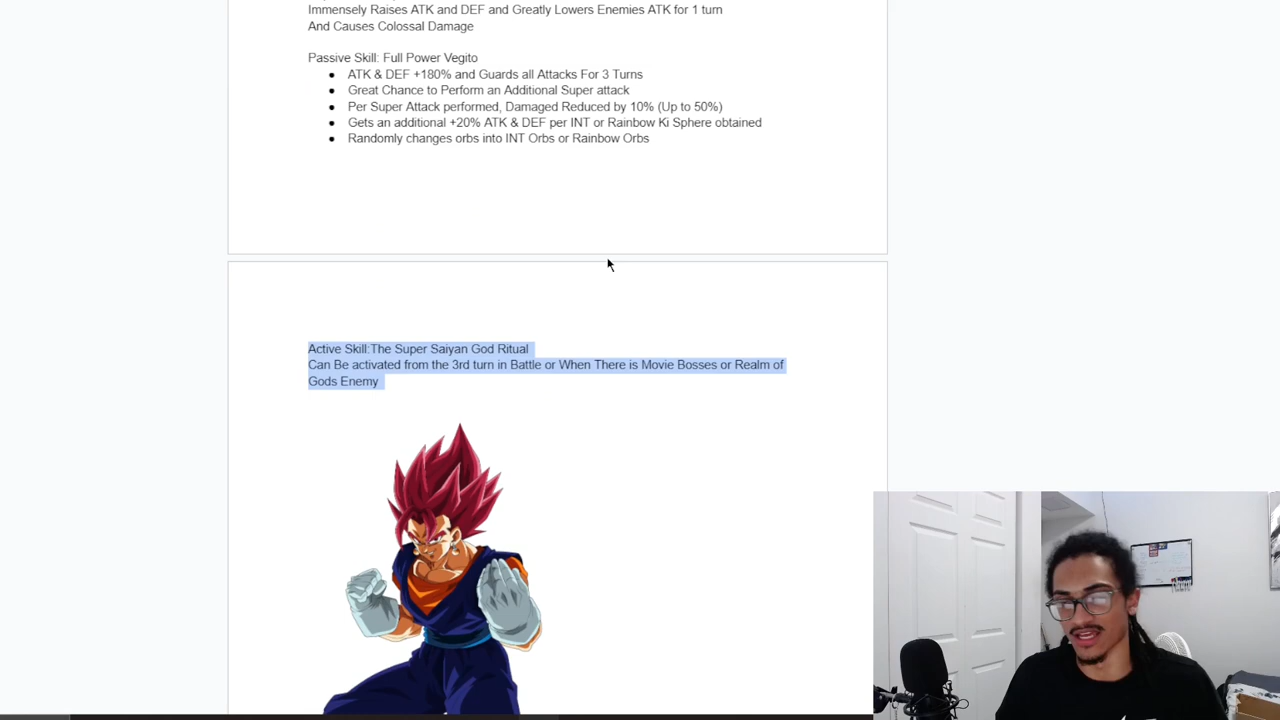 Immensely Raises ATK and DEF and Greatly Lowers Enemies ATK for 1 turn
And Causes Colossal Damage
Passive Skill: Full Power Vegito
● ATK & DEF +180% and Guards all Attacks For 3 Turns
● Great Chance to Perform an Additional Super attack
● Per Super Attack performed, Damaged Reduced by 10% (Up to 50%)
● Gets an additional +20% ATK & DEF per INT or Rainbow Ki Sphere obtained
● Randomly changes orbs into INT Orbs or Rainbow Orbs
Active Skill:The Super Saiyan God Ritual
Can Be activated from the 3rd turn in Battle or When There is Movie Bosses or Realm of
Gods Enemy